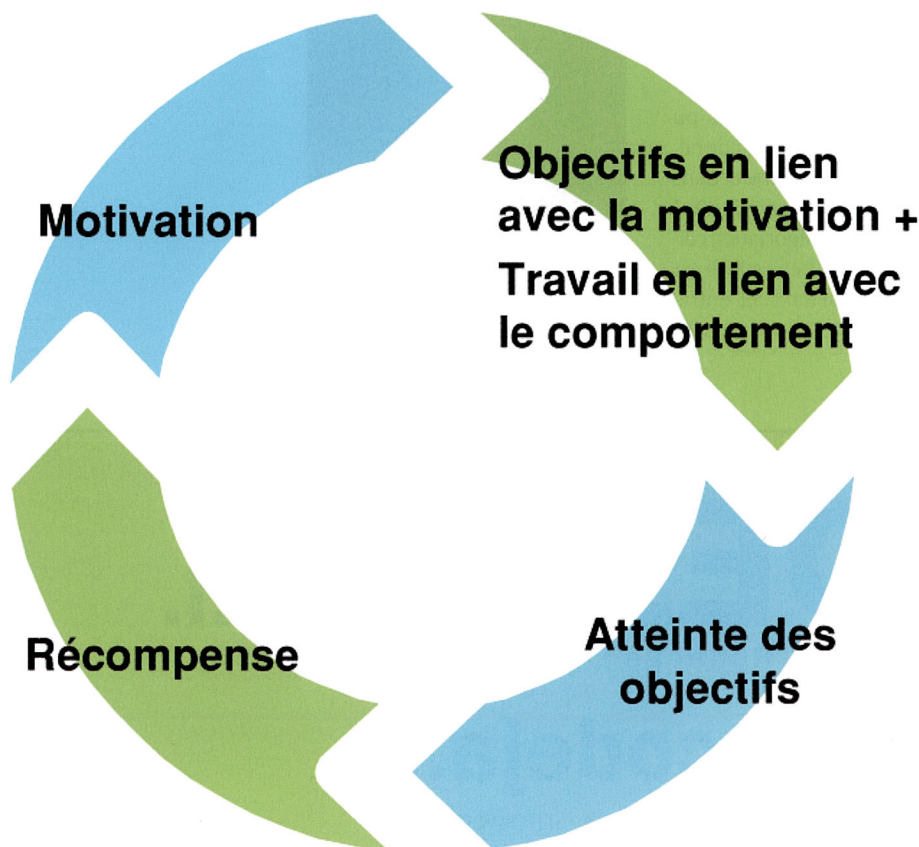 Motivation
Objectifs en lien
avec la motivation +
Travail en lien avec
le comportement
Atteinte des
objectifs
Récompense